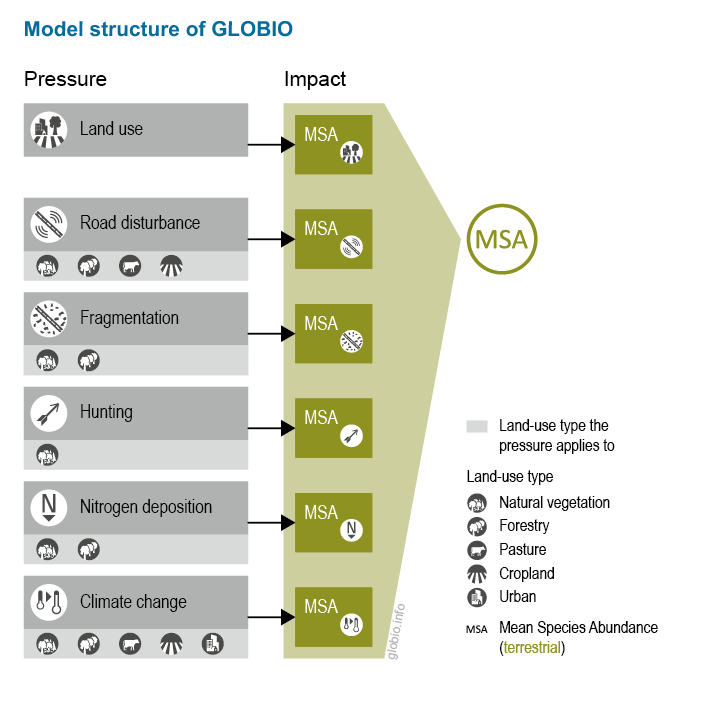 Model structure of GLOBIO
Pressure
Impact
Land use
MSA
Road disturbance
MSA
MSA
Fragmentation
MSA
Hunting
MSA
Land-use type the
pressure applies to
Land-use type
N
Nitrogen deposition
MSA
N
Natural vegetation
Forestry
Pasture
Cropland
Urban
Climate change
MSA
globio.info
MSA Mean Species Abundance
(terrestrial)